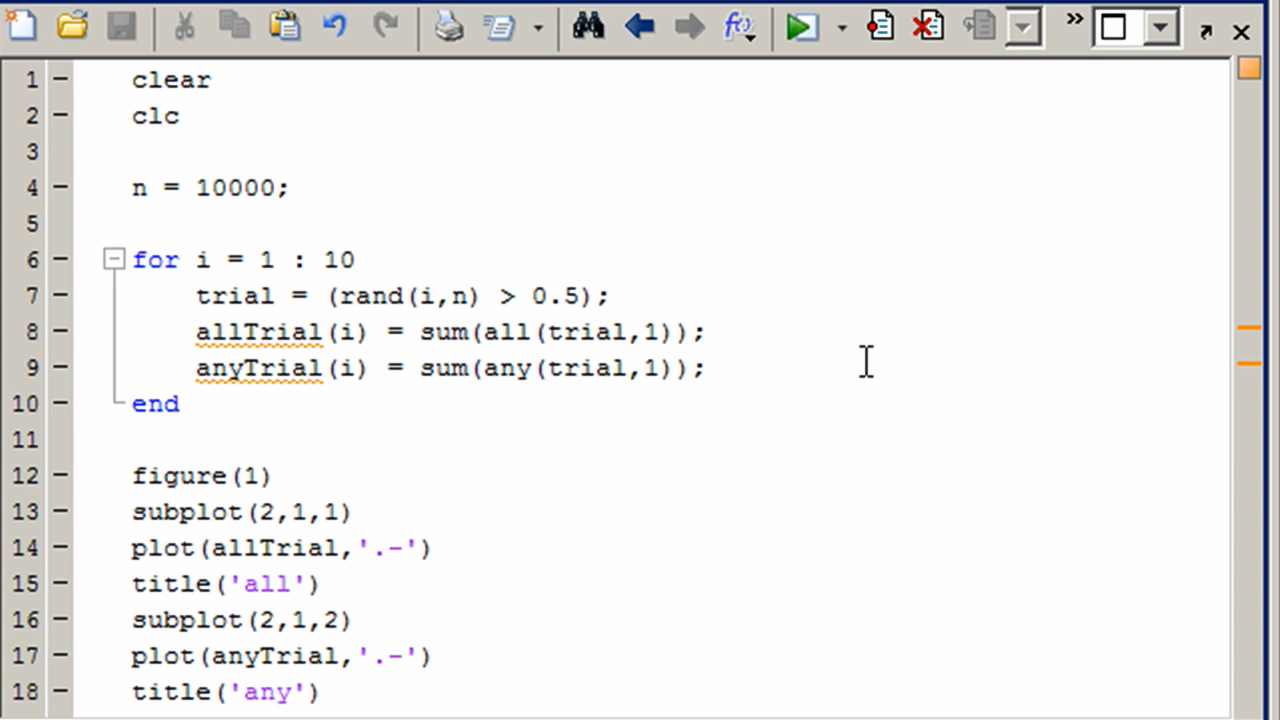 1 – clear
2 – clc
3 –
4 – n = 10000;
5 –
6 – for i = 1 : 10
7 – trial = (rand(i,n) > 0.5);
8 – allTrial(i) = sum(all(trial,1));
9 – anyTrial(i) = sum(any(trial,1));
10 – end
11 –
12 – figure(1)
13 – subplot(2,1,1)
14 – plot(allTrial,'.-')
15 – title('all')
16 – subplot(2,1,2)
17 – plot(anyTrial,'.-')
18 – title('any')